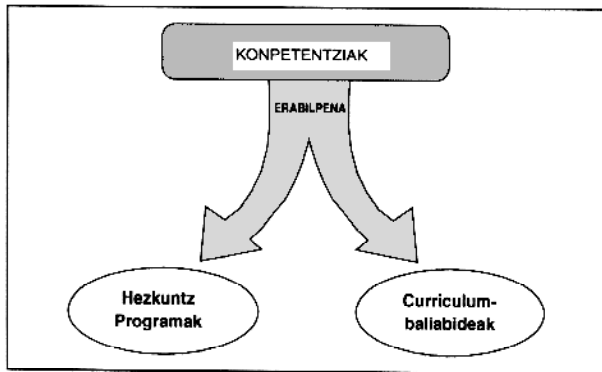 KONPETENTZIAK
ERABILPENA
Hezkuntz
Programak
Curriculum-
baliabideak